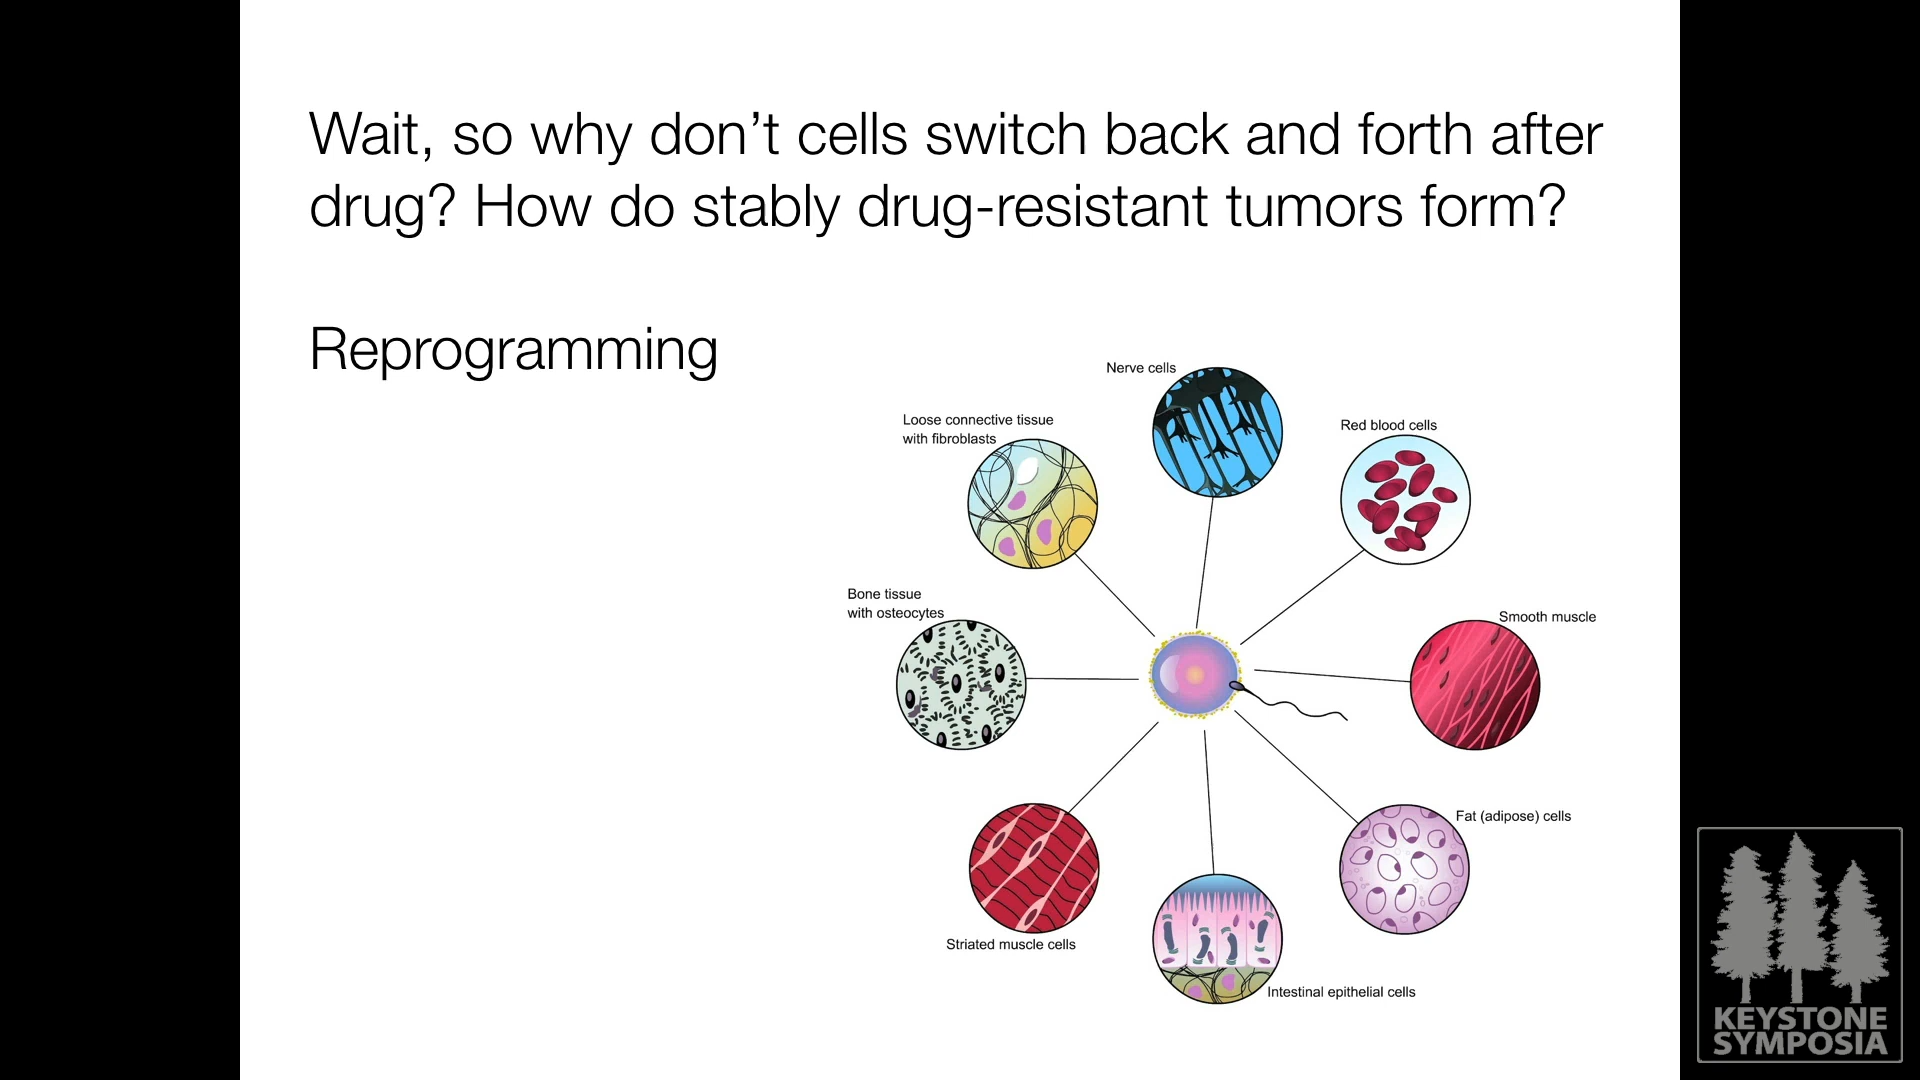 Wait, so why don’t cells switch back and forth after
drug? How do stably drug-resistant tumors form?
Reprogramming
Nerve cells
Loose connective tissue
with fibroblasts
Red blood cells
Bone tissue
with osteocytes
Smooth muscle
Fat (adipose) cells
Striated muscle cells
Intestinal epithelial cells
KEYSTONE
SYMPOSIA